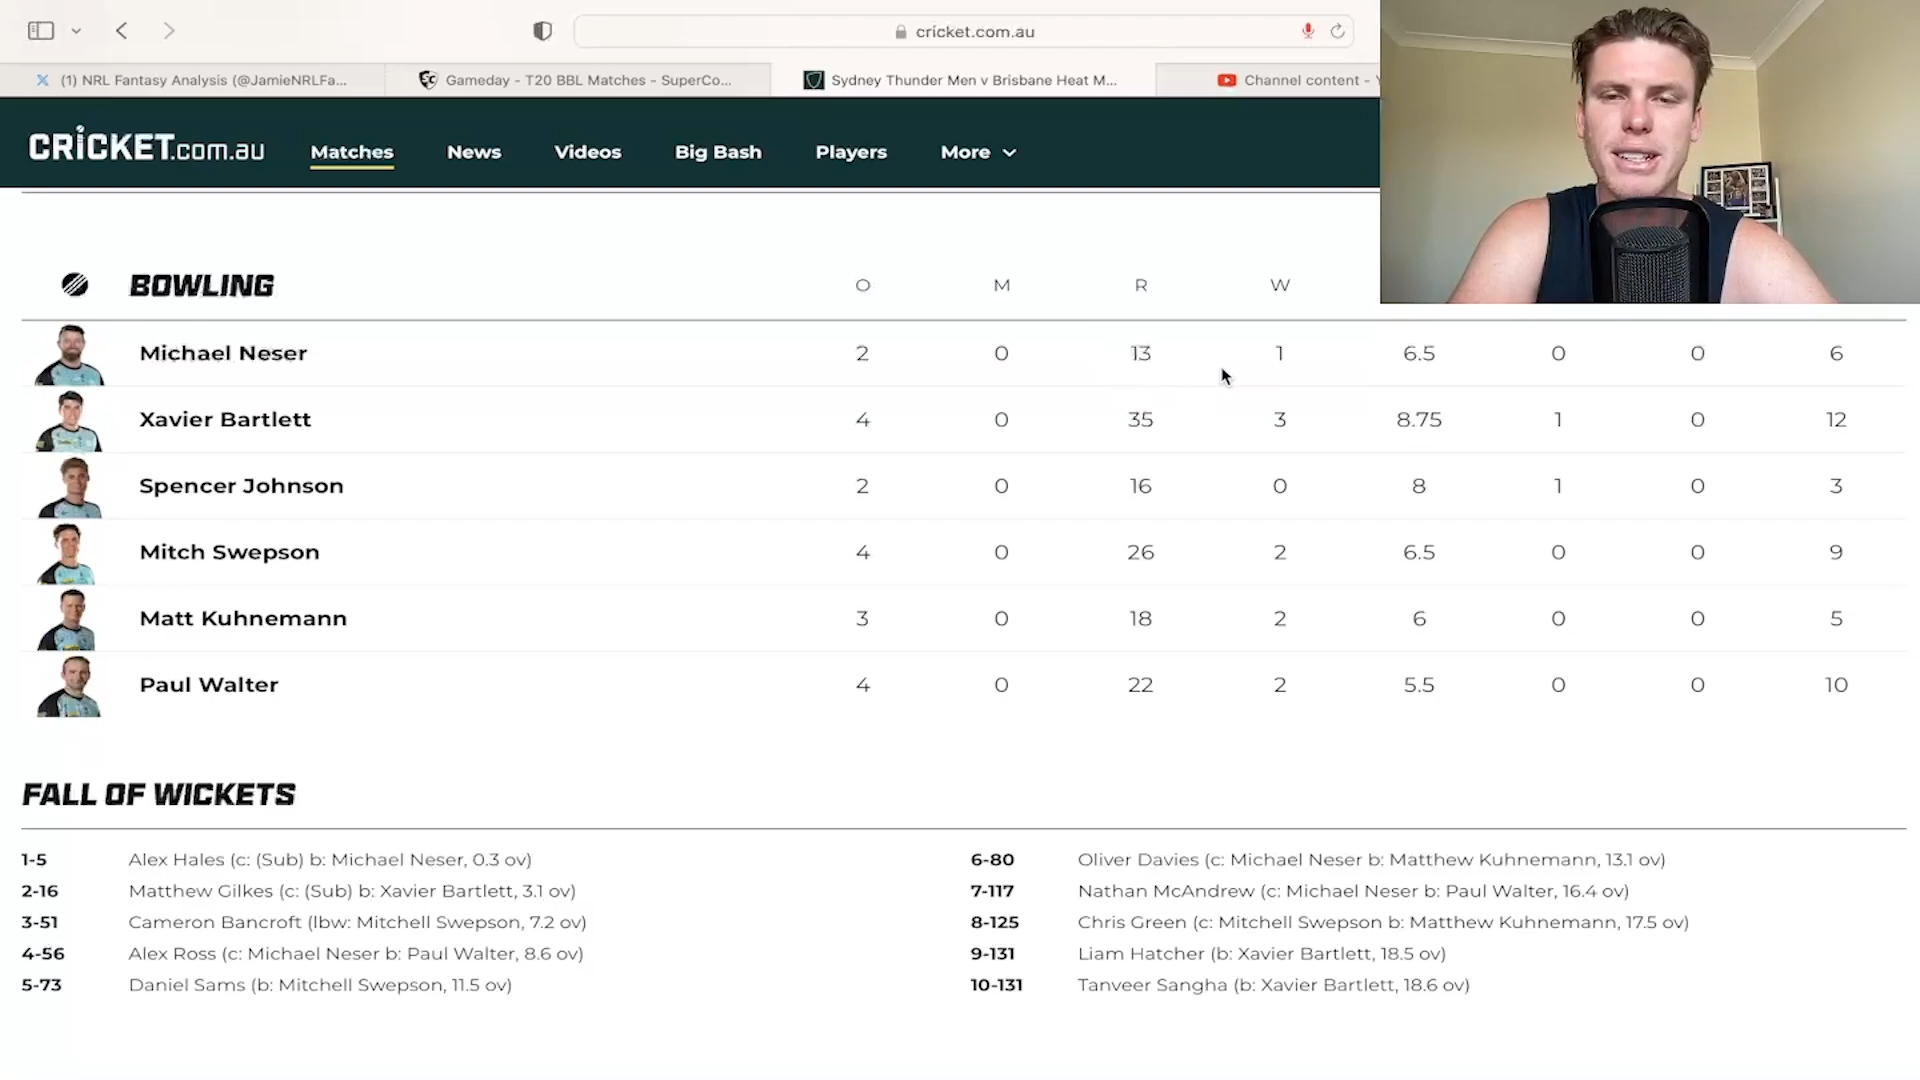 cricket.com.au
(1) NRL Fantasy Analysis (@JamieNRLFa...
Gameday - T20 BBL Matches - SuperCo...
Sydney Thunder Men v Brisbane Heat M...
Channel content - Y
CRICKET.com.au
Matches
News
Videos
Big Bash
Players
More
BOWLING O M R W
Michael Neser 2 0 13 1 6.5 0 0 6
Xavier Bartlett 4 0 35 3 8.75 1 0 12
Spencer Johnson 2 0 16 0 8 1 0 3
Mitch Swepson 4 0 26 2 6.5 0 0 9
Matt Kuhnemann 3 0 18 2 6 0 0 5
Paul Walter 4 0 22 2 5.5 0 0 10
FALL OF WICKETS
1-5 Alex Hales (c: (Sub) b: Michael Neser, 0.3 ov)
2-16 Matthew Gilkes (c: (Sub) b: Xavier Bartlett, 3.1 ov)
3-51 Cameron Bancroft (lbw: Mitchell Swepson, 7.2 ov)
4-56 Alex Ross (c: Michael Neser b: Paul Walter, 8.6 ov)
5-73 Daniel Sams (b: Mitchell Swepson, 11.5 ov)
6-80 Oliver Davies (c: Michael Neser b: Matthew Kuhnemann, 13.1 ov)
7-117 Nathan McAndrew (c: Michael Neser b: Paul Walter, 16.4 ov)
8-125 Chris Green (c: Mitchell Swepson b: Matthew Kuhnemann, 17.5 ov)
9-131 Liam Hatcher (b: Xavier Bartlett, 18.5 ov)
10-131 Tanveer Sangha (b: Xavier Bartlett, 18.6 ov)